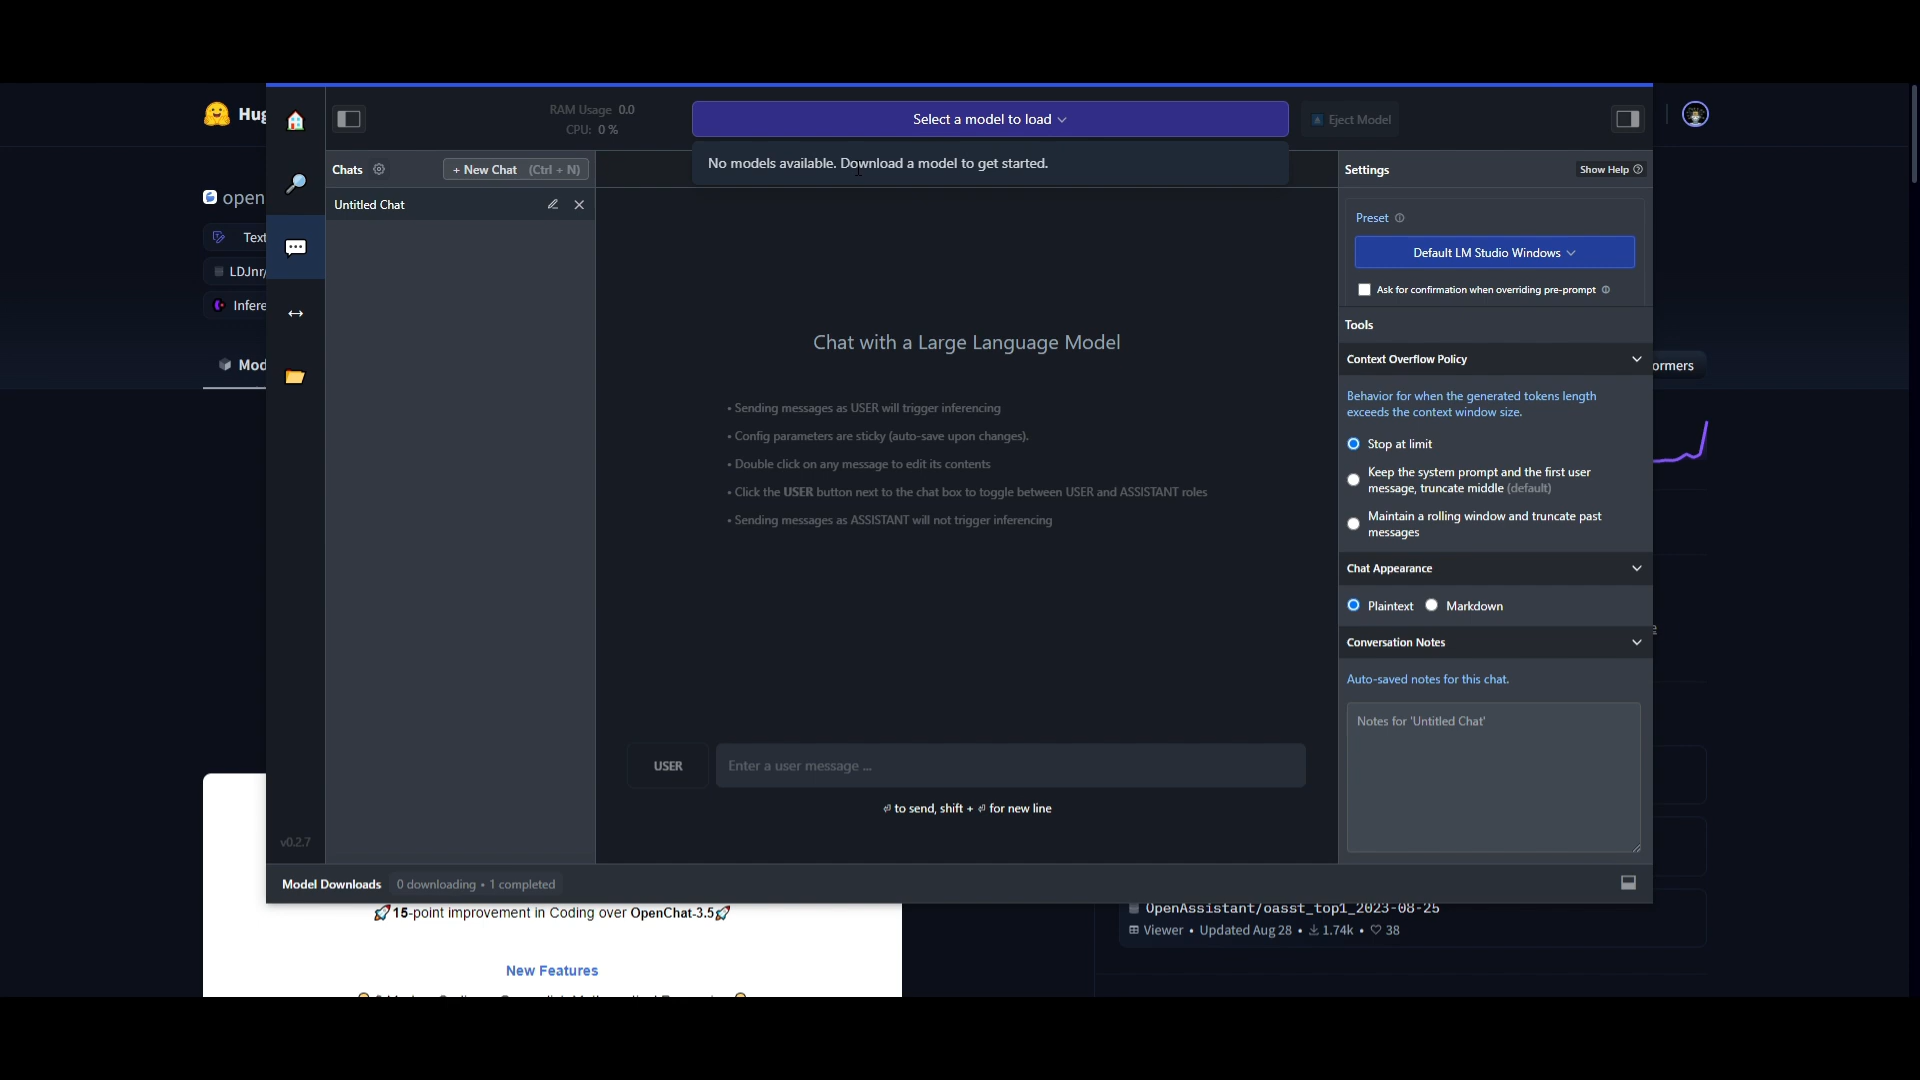 Hug
RAM Usage 0.0
CPU: 0 %
Select a model to load
Eject Model
No models available. Download a model to get started.
Chats
+ New Chat (Ctrl + N)
Settings
Show Help
open
Untitled Chat
Preset
Text
Default LM Studio Windows
LDJnr/
Ask for confirmation when overriding pre-prompt
Infere
Tools
Chat with a Large Language Model
Context Overflow Policy
Mod
ormers
Behavior for when the generated tokens length
exceeds the context window size.
• Sending messages as USER will trigger inferencing
• Config parameters are sticky (auto-save upon changes).
• Double click on any message to edit its contents
• Click the USER button next to the chat box to toggle between USER and ASSISTANT roles
• Sending messages as ASSISTANT will not trigger inferencing
Stop at limit
Keep the system prompt and the first user
message, truncate middle (default)
Maintain a rolling window and truncate past
messages
Chat Appearance
Plaintext Markdown
Conversation Notes
Auto-saved notes for this chat.
Notes for 'Untitled Chat'
USER
Enter a user message ...
⏎ to send, shift + ⏎ for new line
v0.2.7
Model Downloads 0 downloading • 1 completed
🚀15-point improvement in Coding over OpenChat-3.5🚀
New Features
OpenAssistant/oasst_top1_2023-08-25
Viewer • Updated Aug 28 • 1.74k • 38